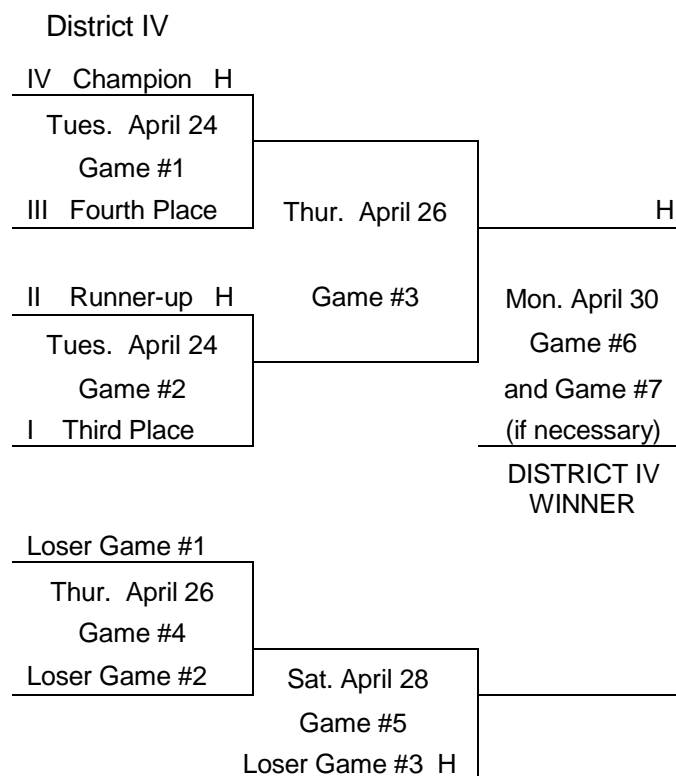 District IV
IV Champion H
Tues. April 24
Game #1
III Fourth Place
Thur. April 26
H
II Runner-up H
Game #3
Mon. April 30
Tues. April 24
Game #6
Game #2
and Game #7
I Third Place
(if necessary)
DISTRICT IV
WINNER
Loser Game #1
Thur. April 26
Game #4
Loser Game #2
Sat. April 28
Game #5
Loser Game #3 H